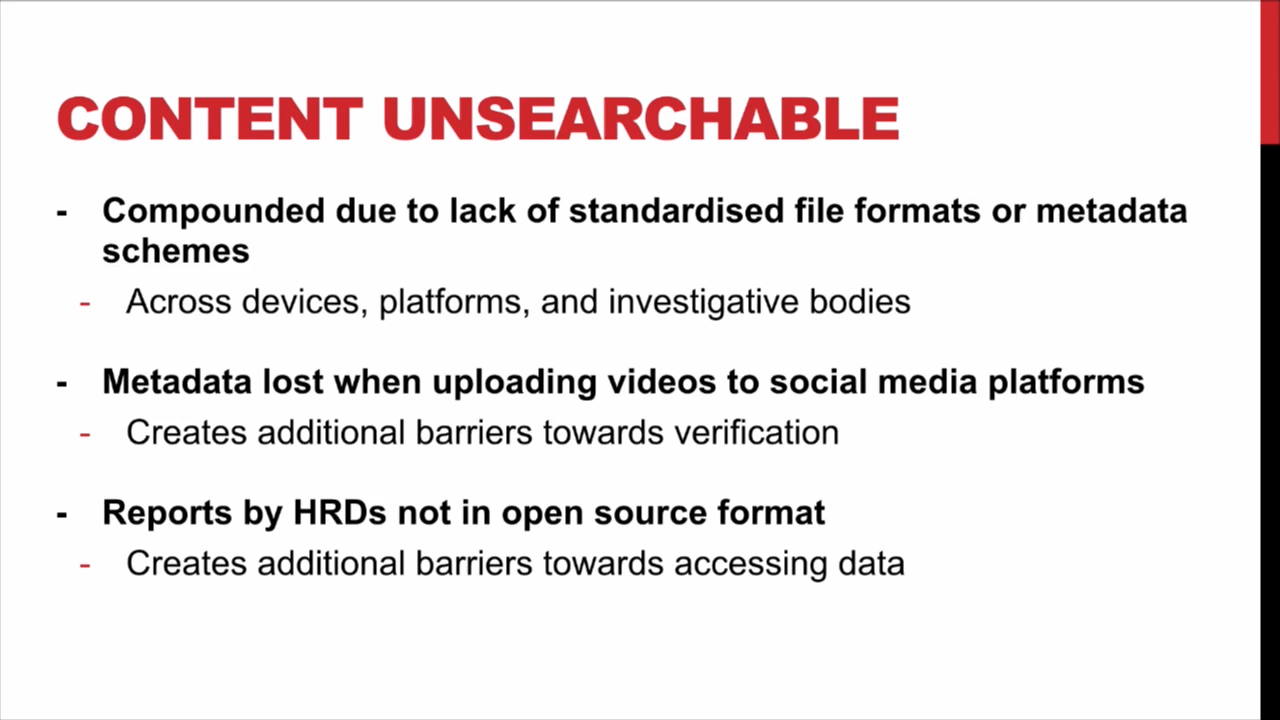 CONTENT UNSEARCHABLE
- Compounded due to lack of standardised file formats or metadata
schemes
- Across devices, platforms, and investigative bodies
- Metadata lost when uploading videos to social media platforms
- Creates additional barriers towards verification
- Reports by HRDs not in open source format
- Creates additional barriers towards accessing data